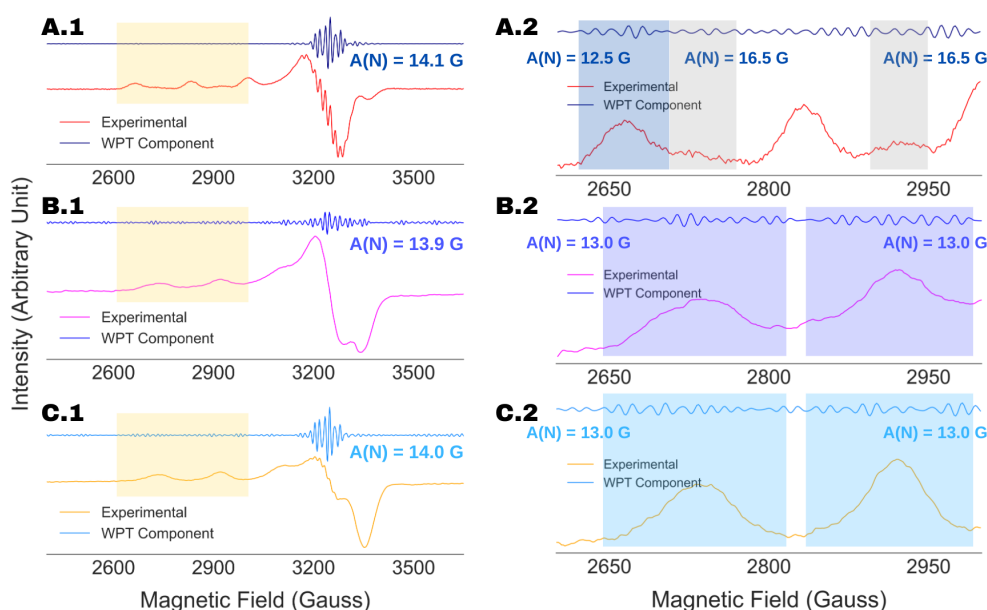 A.1
A(N) = 14.1 G
Experimental
WPT Component
2600 2900 3200 3500
A.2
A(N) = 12.5 G A(N) = 16.5 G A(N) = 16.5 G
Experimental
WPT Component
2650 2800 2950
B.1
A(N) = 13.9 G
Experimental
WPT Component
2600 2900 3200 3500
B.2
A(N) = 13.0 G A(N) = 13.0 G
Experimental
WPT Component
2650 2800 2950
C.1
A(N) = 14.0 G
Experimental
WPT Component
2600 2900 3200 3500
C.2
A(N) = 13.0 G A(N) = 13.0 G
Experimental
WPT Component
2650 2800 2950
Intensity (Arbitrary Unit)
Magnetic Field (Gauss) Magnetic Field (Gauss)